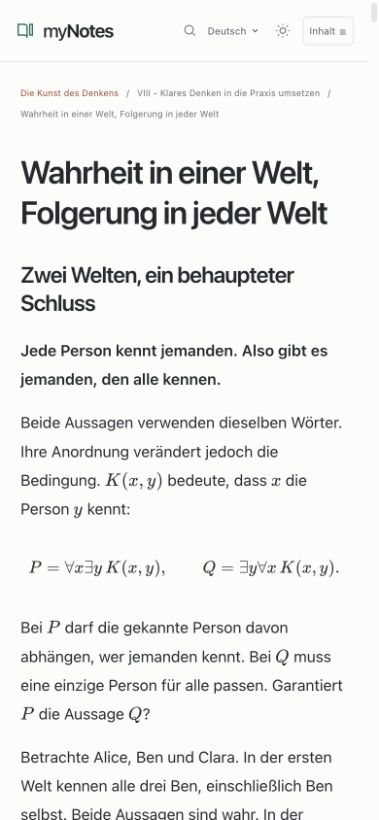 myNotes
Deutsch
Inhalt
Die Kunst des Denkens / VIII – Klares Denken in die Praxis umsetzen /
Wahrheit in einer Welt, Folgerung in jeder Welt
Wahrheit in einer Welt,
Folgerung in jeder Welt
Zwei Welten, ein behaupteter
Schluss
Jede Person kennt jemanden. Also gibt es
jemanden, den alle kennen.
Beide Aussagen verwenden dieselben Wörter.
Ihre Anordnung verändert jedoch die
Bedingung. K(x, y) bedeute, dass x die
Person y kennt:
P = ∀x∃y K(x, y), Q = ∃y∀x K(x, y).
Bei P darf die gekannte Person davon
abhängen, wer jemanden kennt. Bei Q muss
eine einzige Person für alle passen. Garantiert
P die Aussage Q?
Betrachte Alice, Ben und Clara. In der ersten
Welt kennen alle drei Ben, einschließlich Ben
selbst. Beide Aussagen sind wahr. In der